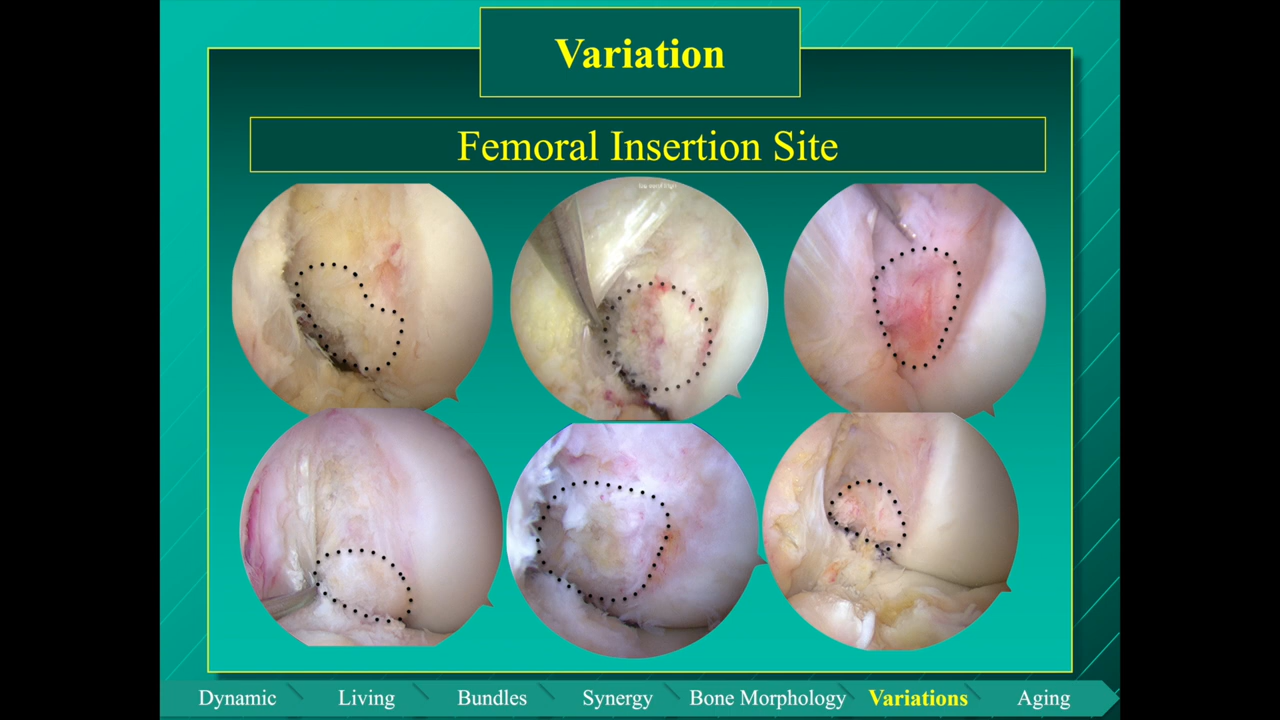 Variation
Femoral Insertion Site
Dynamic
Living
Bundles
Synergy
Bone Morphology
Variations
Aging